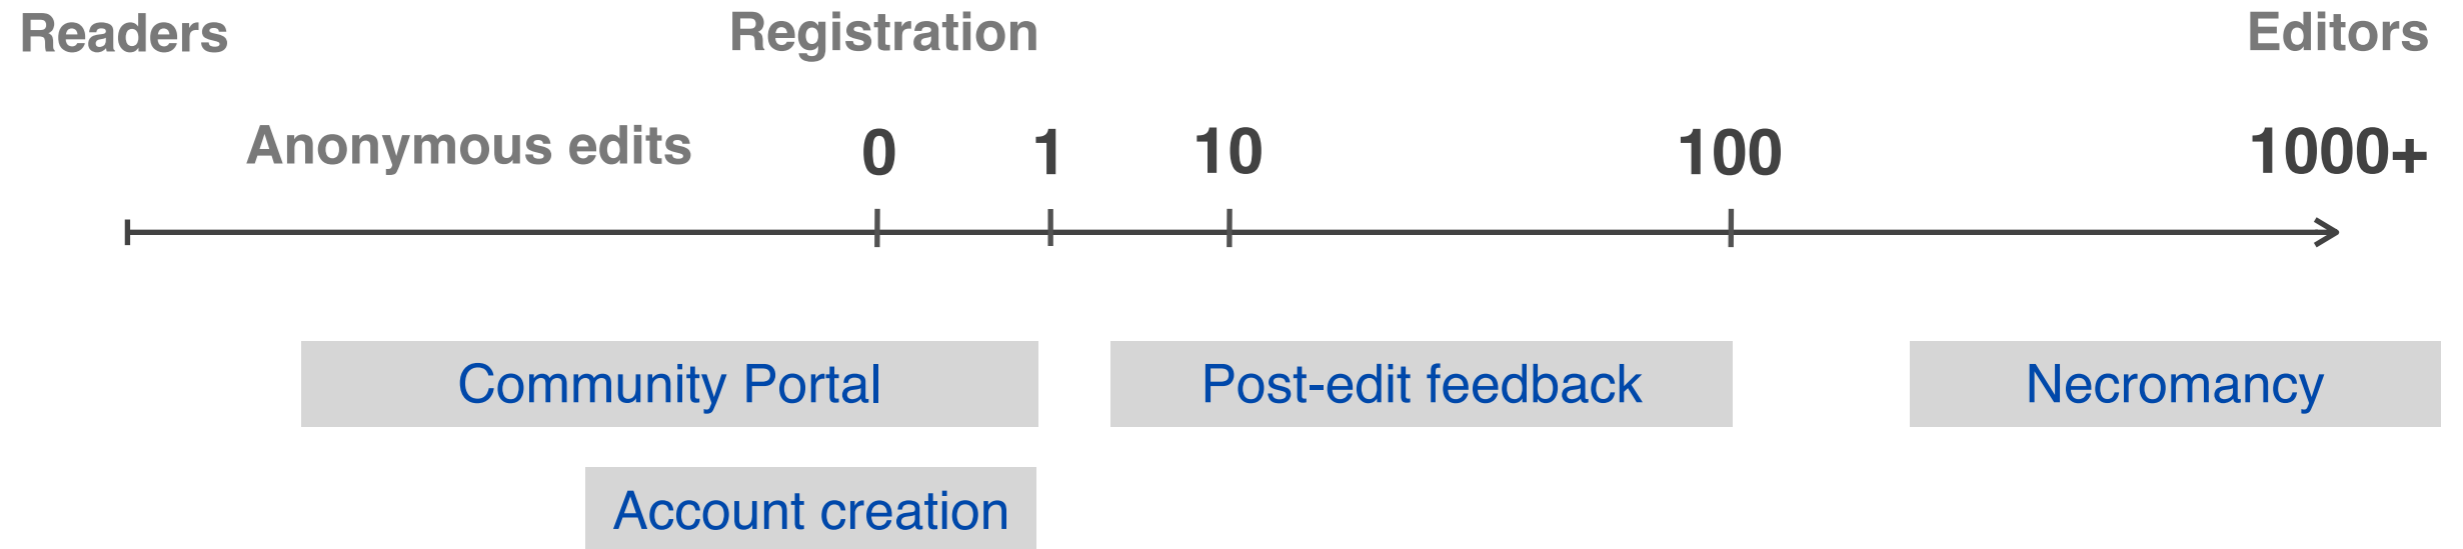 Readers Registration Editors
Anonymous edits 0 1 10 100 1000+
Community Portal Post-edit feedback Necromancy
Account creation